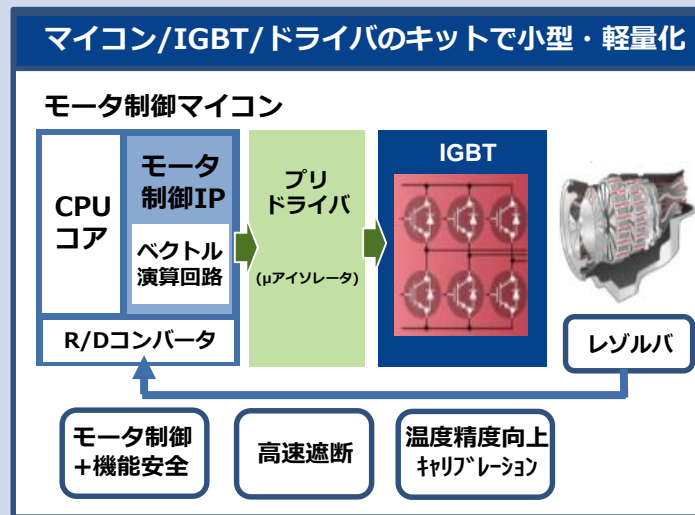 マイコン/IGBT/ドライバのキットで小型・軽量化
モータ制御マイコン
CPU
コア
モータ
制御IP
ベクトル
演算回路
R/Dコンバータ
プリ
ドライバ
(μアイソレータ)
IGBT
レゾルバ
モータ制御
+機能安全
高速遮断
温度精度向上
ｷｬﾘﾌﾞﾚｰｼｮﾝ